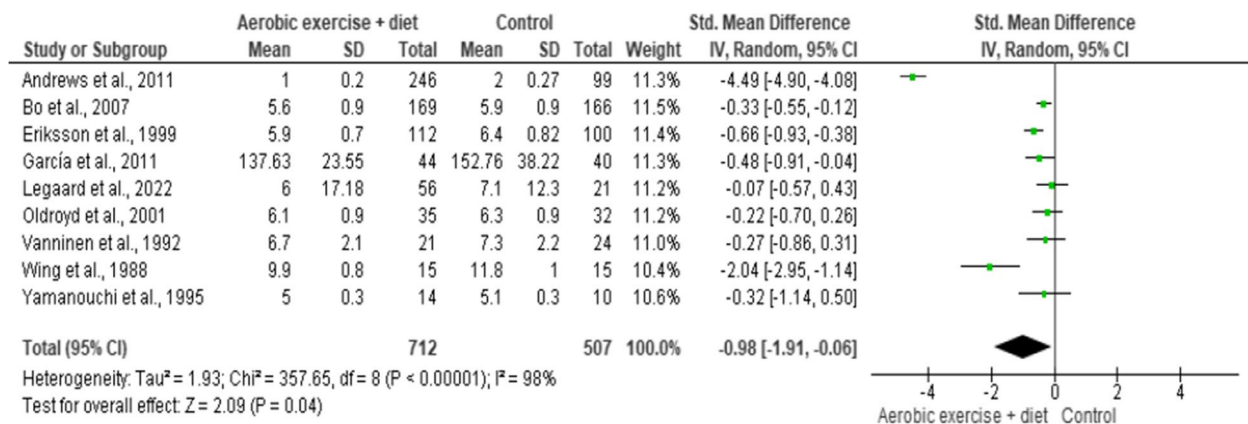 Aerobic exercise + diet Control Std. Mean Difference Std. Mean Difference
Study or Subgroup Mean SD Total Mean SD Total Weight IV, Random, 95% CI IV, Random, 95% CI
Andrews et al., 2011 1 0.2 246 2 0.27 99 11.3% -4.49 [-4.90, -4.08]
Bo et al., 2007 5.6 0.9 169 5.9 0.9 166 11.5% -0.33 [-0.55, -0.12]
Eriksson et al., 1999 5.9 0.7 112 6.4 0.82 100 11.4% -0.66 [-0.93, -0.38]
García et al., 2011 137.63 23.55 44 152.76 38.22 40 11.3% -0.48 [-0.91, -0.04]
Legaard et al., 2022 6 17.18 56 7.1 12.3 21 11.2% -0.07 [-0.57, 0.43]
Oldroyd et al., 2001 6.1 0.9 35 6.3 0.9 32 11.2% -0.22 [-0.70, 0.26]
Vanninen et al., 1992 6.7 2.1 21 7.3 2.2 24 11.0% -0.27 [-0.86, 0.31]
Wing et al., 1988 9.9 0.8 15 11.8 1 15 10.4% -2.04 [-2.95, -1.14]
Yamanouchi et al., 1995 5 0.3 14 5.1 0.3 10 10.6% -0.32 [-1.14, 0.50]
Total (95% CI) 712 507 100.0% -0.98 [-1.91, -0.06]
Heterogeneity: Tau² = 1.93; Chi² = 357.65, df = 8 (P < 0.00001); I² = 98%
Test for overall effect: Z = 2.09 (P = 0.04)
-4 -2 0 2 4
Aerobic exercise + diet Control